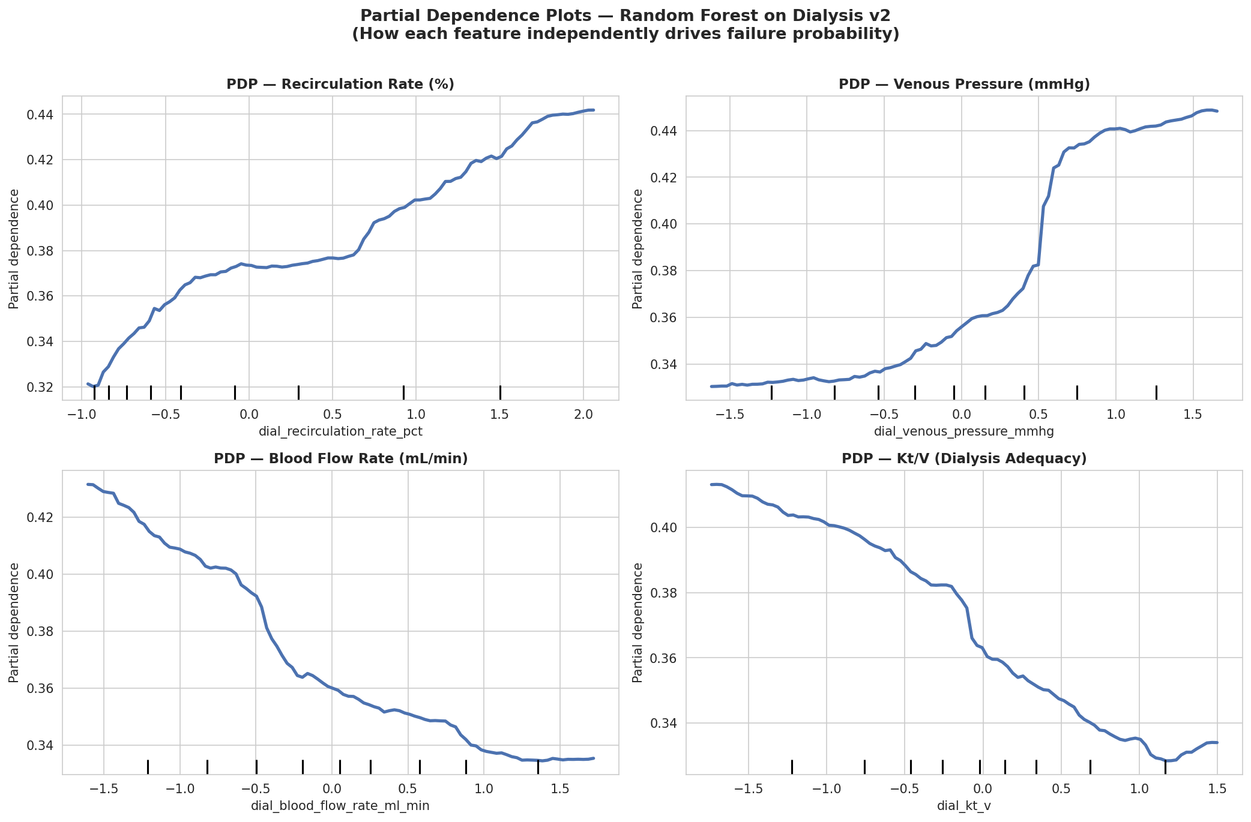 Partial Dependence Plots — Random Forest on Dialysis v2
(How each feature independently drives failure probability)
PDP — Recirculation Rate (%)
Partial dependence
0.44
0.42
0.40
0.38
0.36
0.34
0.32
−1.0 −0.5 0.0 0.5 1.0 1.5 2.0
dial_recirculation_rate_pct
PDP — Venous Pressure (mmHg)
Partial dependence
0.44
0.42
0.40
0.38
0.36
0.34
−1.5 −1.0 −0.5 0.0 0.5 1.0 1.5
dial_venous_pressure_mmhg
PDP — Blood Flow Rate (mL/min)
Partial dependence
0.42
0.40
0.38
0.36
0.34
−1.5 −1.0 −0.5 0.0 0.5 1.0 1.5
dial_blood_flow_rate_ml_min
PDP — Kt/V (Dialysis Adequacy)
Partial dependence
0.40
0.38
0.36
0.34
−1.5 −1.0 −0.5 0.0 0.5 1.0 1.5
dial_kt_v